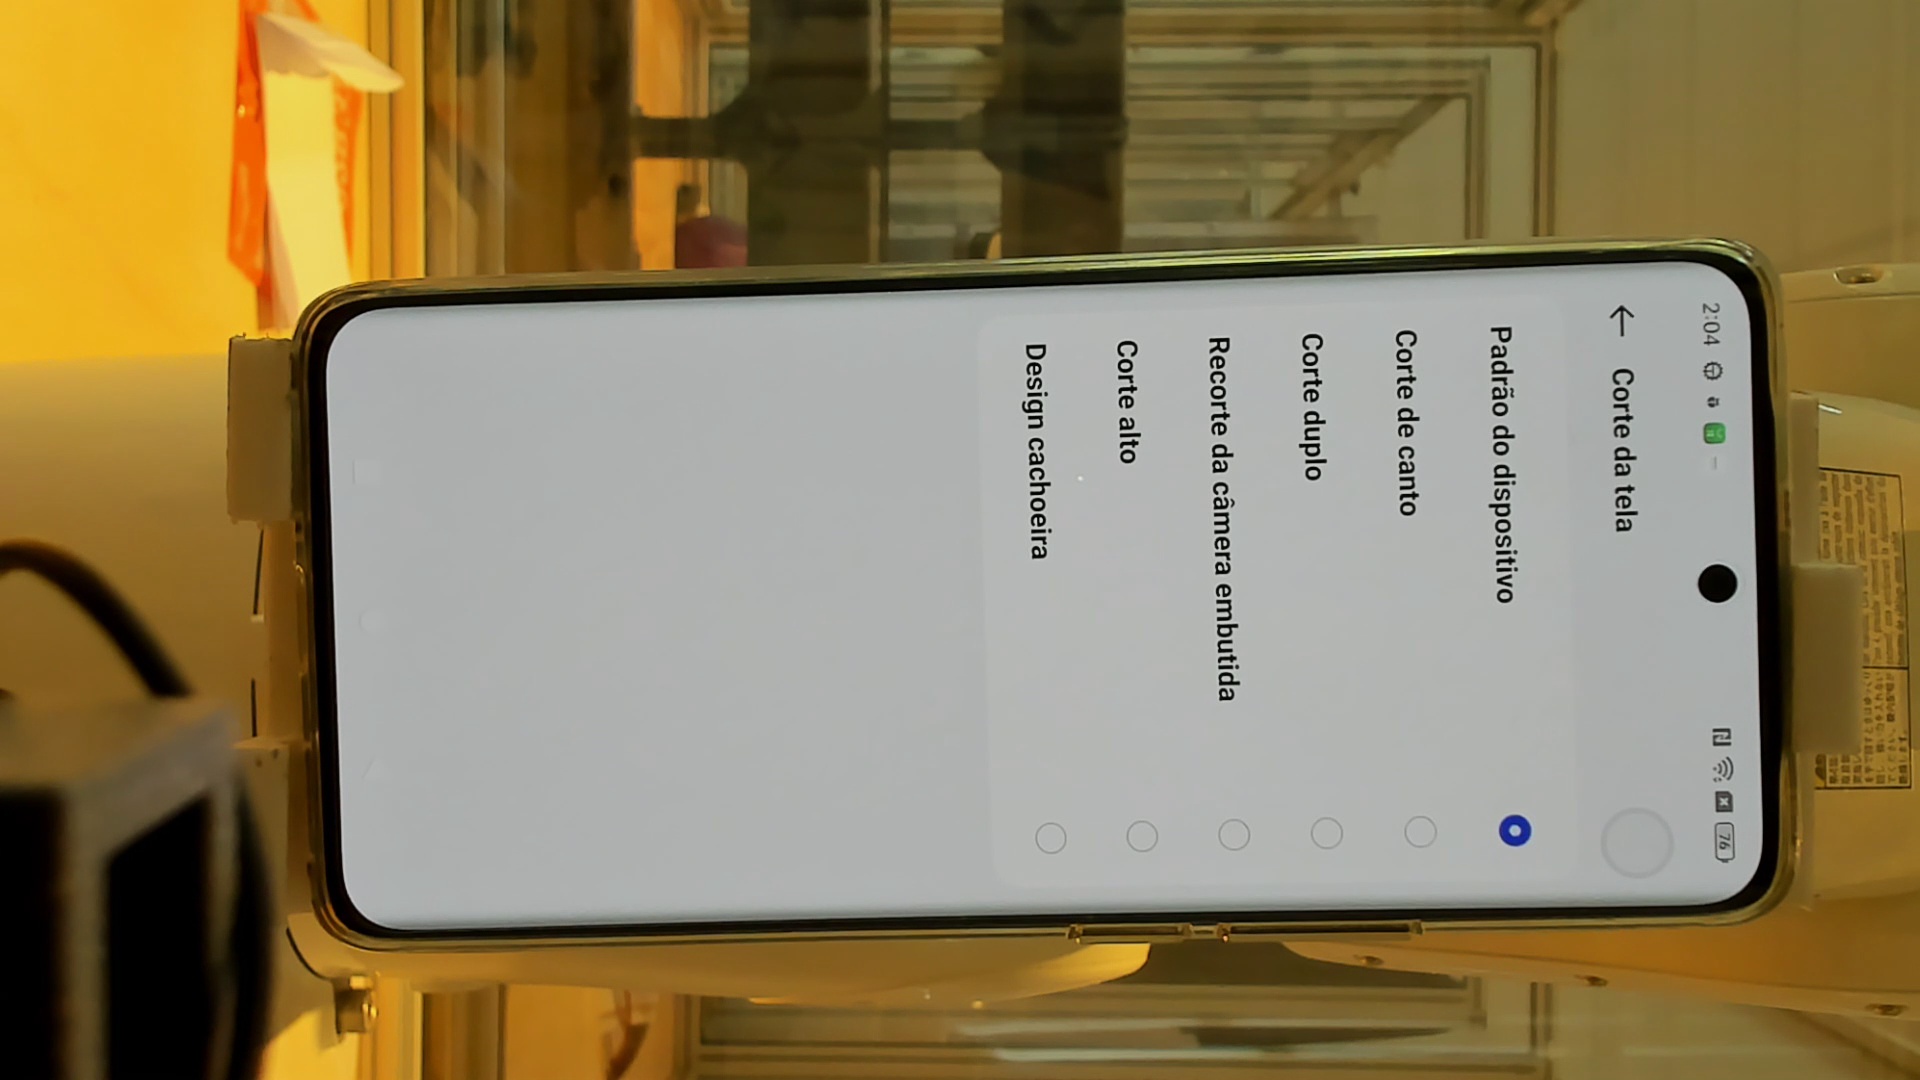 2:04
76
Corte da tela
Padrão do dispositivo
Corte de canto
Corte duplo
Recorte da câmera embutida
Corte alto
Design cachoeira